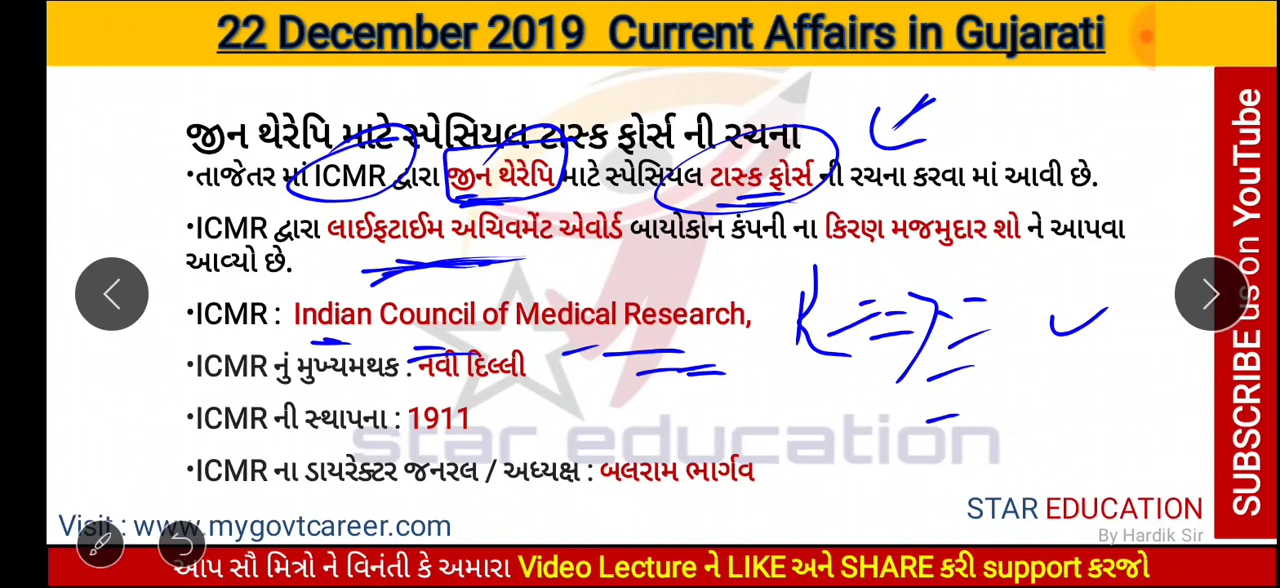 22 December 2019 Current Affairs in Gujarati
જીન થેરેપિ માટે સ્પેસિયલ ટાસ્ક ફોર્સ ની રચના
•તાજેતર માં ICMR દ્વારા જીન થેરેપિ માટે સ્પેસિયલ ટાસ્ક ફોર્સ ની રચના કરવા માં આવી છે.
•ICMR દ્વારા લાઈફટાઈમ અચિવમેંટ એવોર્ડ બાયોકોન કંપની ના કિરણ મજમુદાર શો ને આપવા
આવ્યો છે.
•ICMR : Indian Council of Medical Research,
•ICMR નું મુખ્યમથક : નવી દિલ્લી
•ICMR ની સ્થાપના : 1911
star education
•ICMR ના ડાયરેક્ટર જનરલ / અધ્યક્ષ : બલરામ ભાર્ગવ
STAR EDUCATION
Visit : www.mygovtcareer.com
By Hardik Sir
આપ સૌ મિત્રો ને વિનંતી કે અમારા Video Lecture ને LIKE અને SHARE કરી support કરજો
SUBSCRIBE us on YouTube